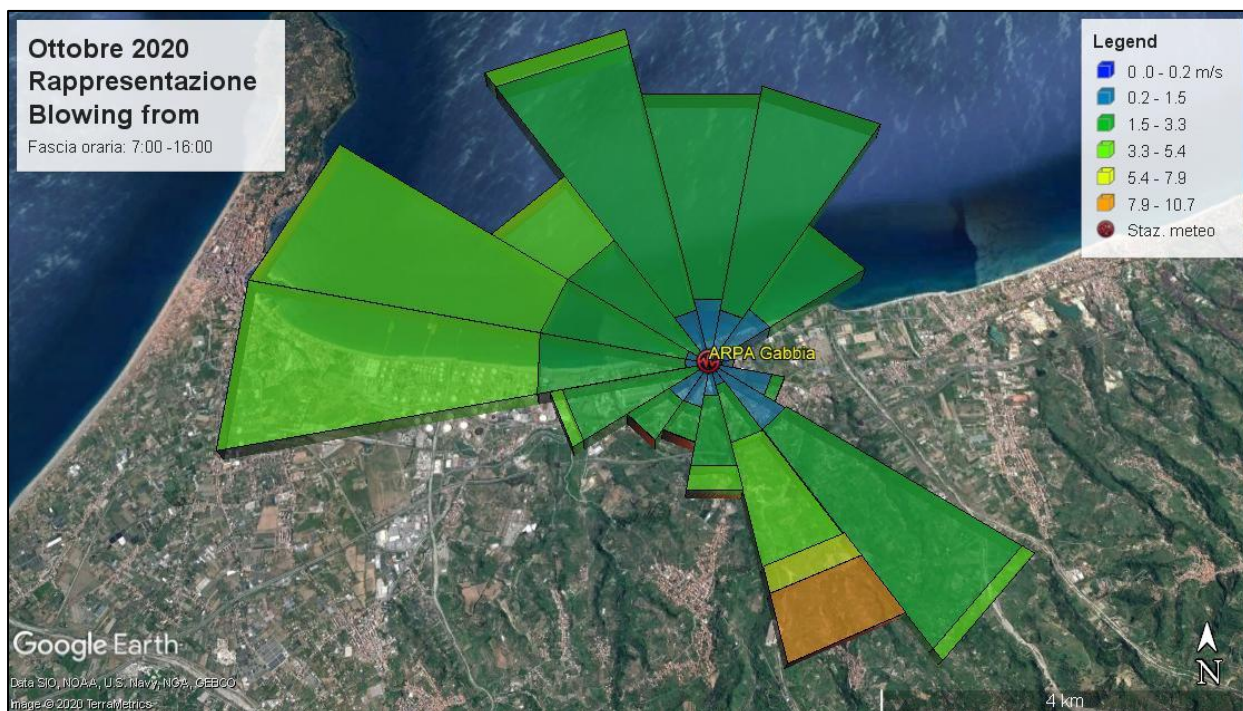 Ottobre 2020
Rappresentazione
Blowing from
Fascia oraria: 7:00 -16:00
Legend
0 .0 - 0.2 m/s
0.2 - 1.5
1.5 - 3.3
3.3 - 5.4
5.4 - 7.9
7.9 - 10.7
Staz. meteo
ARPA Gabbia
Google Earth
Data SIO, NOAA, U.S. Navy, NGA, GEBCO
Image © 2020 TerraMetrics
N
4 km